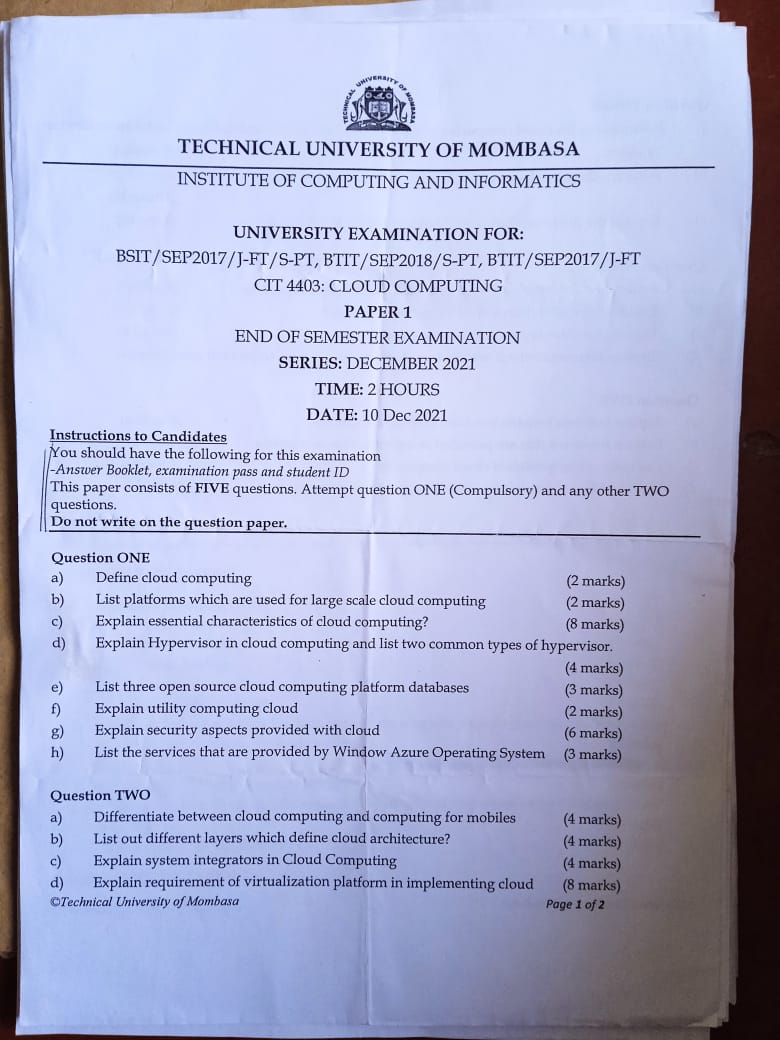 TECHNICAL UNIVERSITY OF MOMBASA
TECHNICAL UNIVERSITY OF MOMBASA
INSTITUTE OF COMPUTING AND INFORMATICS
UNIVERSITY EXAMINATION FOR:
BSIT/SEP2017/J-FT/S-PT, BTIT/SEP2018/S-PT, BTIT/SEP2017/J-FT
CIT 4403: CLOUD COMPUTING
PAPER 1
END OF SEMESTER EXAMINATION
SERIES: DECEMBER 2021
TIME: 2 HOURS
DATE: 10 Dec 2021
Instructions to Candidates
You should have the following for this examination
-Answer Booklet, examination pass and student ID
This paper consists of FIVE questions. Attempt question ONE (Compulsory) and any other TWO
questions.
Do not write on the question paper.
Question ONE
a) Define cloud computing (2 marks)
b) List platforms which are used for large scale cloud computing (2 marks)
c) Explain essential characteristics of cloud computing? (8 marks)
d) Explain Hypervisor in cloud computing and list two common types of hypervisor.
(4 marks)
e) List three open source cloud computing platform databases (3 marks)
f) Explain utility computing cloud (2 marks)
g) Explain security aspects provided with cloud (6 marks)
h) List the services that are provided by Window Azure Operating System (3 marks)
Question TWO
a) Differentiate between cloud computing and computing for mobiles (4 marks)
b) List out different layers which define cloud architecture? (4 marks)
c) Explain system integrators in Cloud Computing (4 marks)
d) Explain requirement of virtualization platform in implementing cloud (8 marks)
©Technical University of Mombasa Page 1 of 2